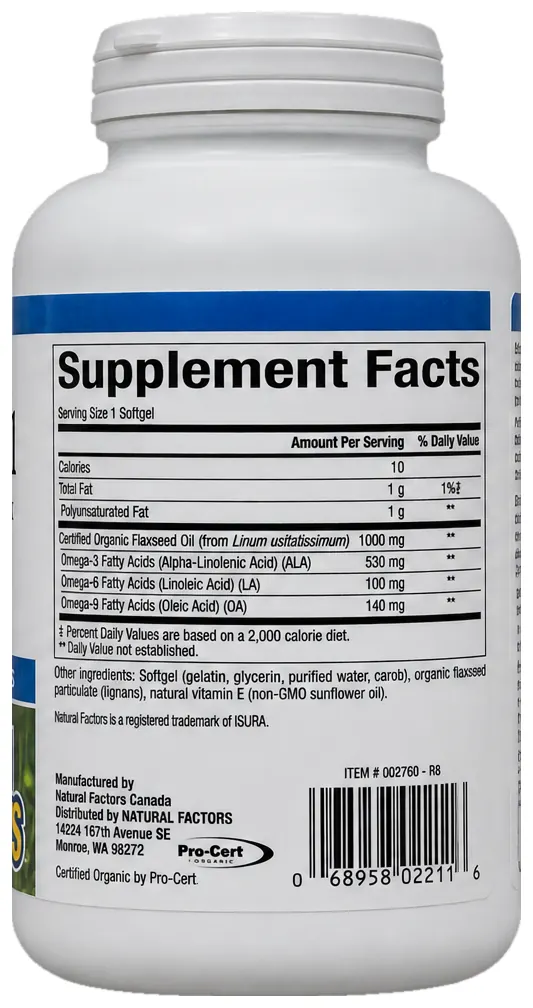 Supplement Facts
Serving Size 1 Softgel
Amount Per Serving % Daily Value
Calories 10
Total Fat 1 g 1%‡
Polyunsaturated Fat 1 g **
Certified Organic Flaxseed Oil (from Linum usitatissimum) 1000 mg **
Omega-3 Fatty Acids (Alpha-Linolenic Acid) (ALA) 530 mg **
Omega-6 Fatty Acids (Linoleic Acid) (LA) 100 mg **
Omega-9 Fatty Acids (Oleic Acid) (OA) 140 mg **
‡ Percent Daily Values are based on a 2,000 calorie diet.
** Daily Value not established.
Other ingredients: Softgel (gelatin, glycerin, purified water, carob), organic flaxseed
particulate (lignans), natural vitamin E (non-GMO sunflower oil).
Natural Factors is a registered trademark of ISURA.
ITEM # 002760 - R8
Manufactured by
Natural Factors Canada
Distributed by NATURAL FACTORS
14224 167th Avenue SE
Monroe, WA 98272
Pro-Cert
ORGANIC
Certified Organic by Pro-Cert.
0 68958 02211 6